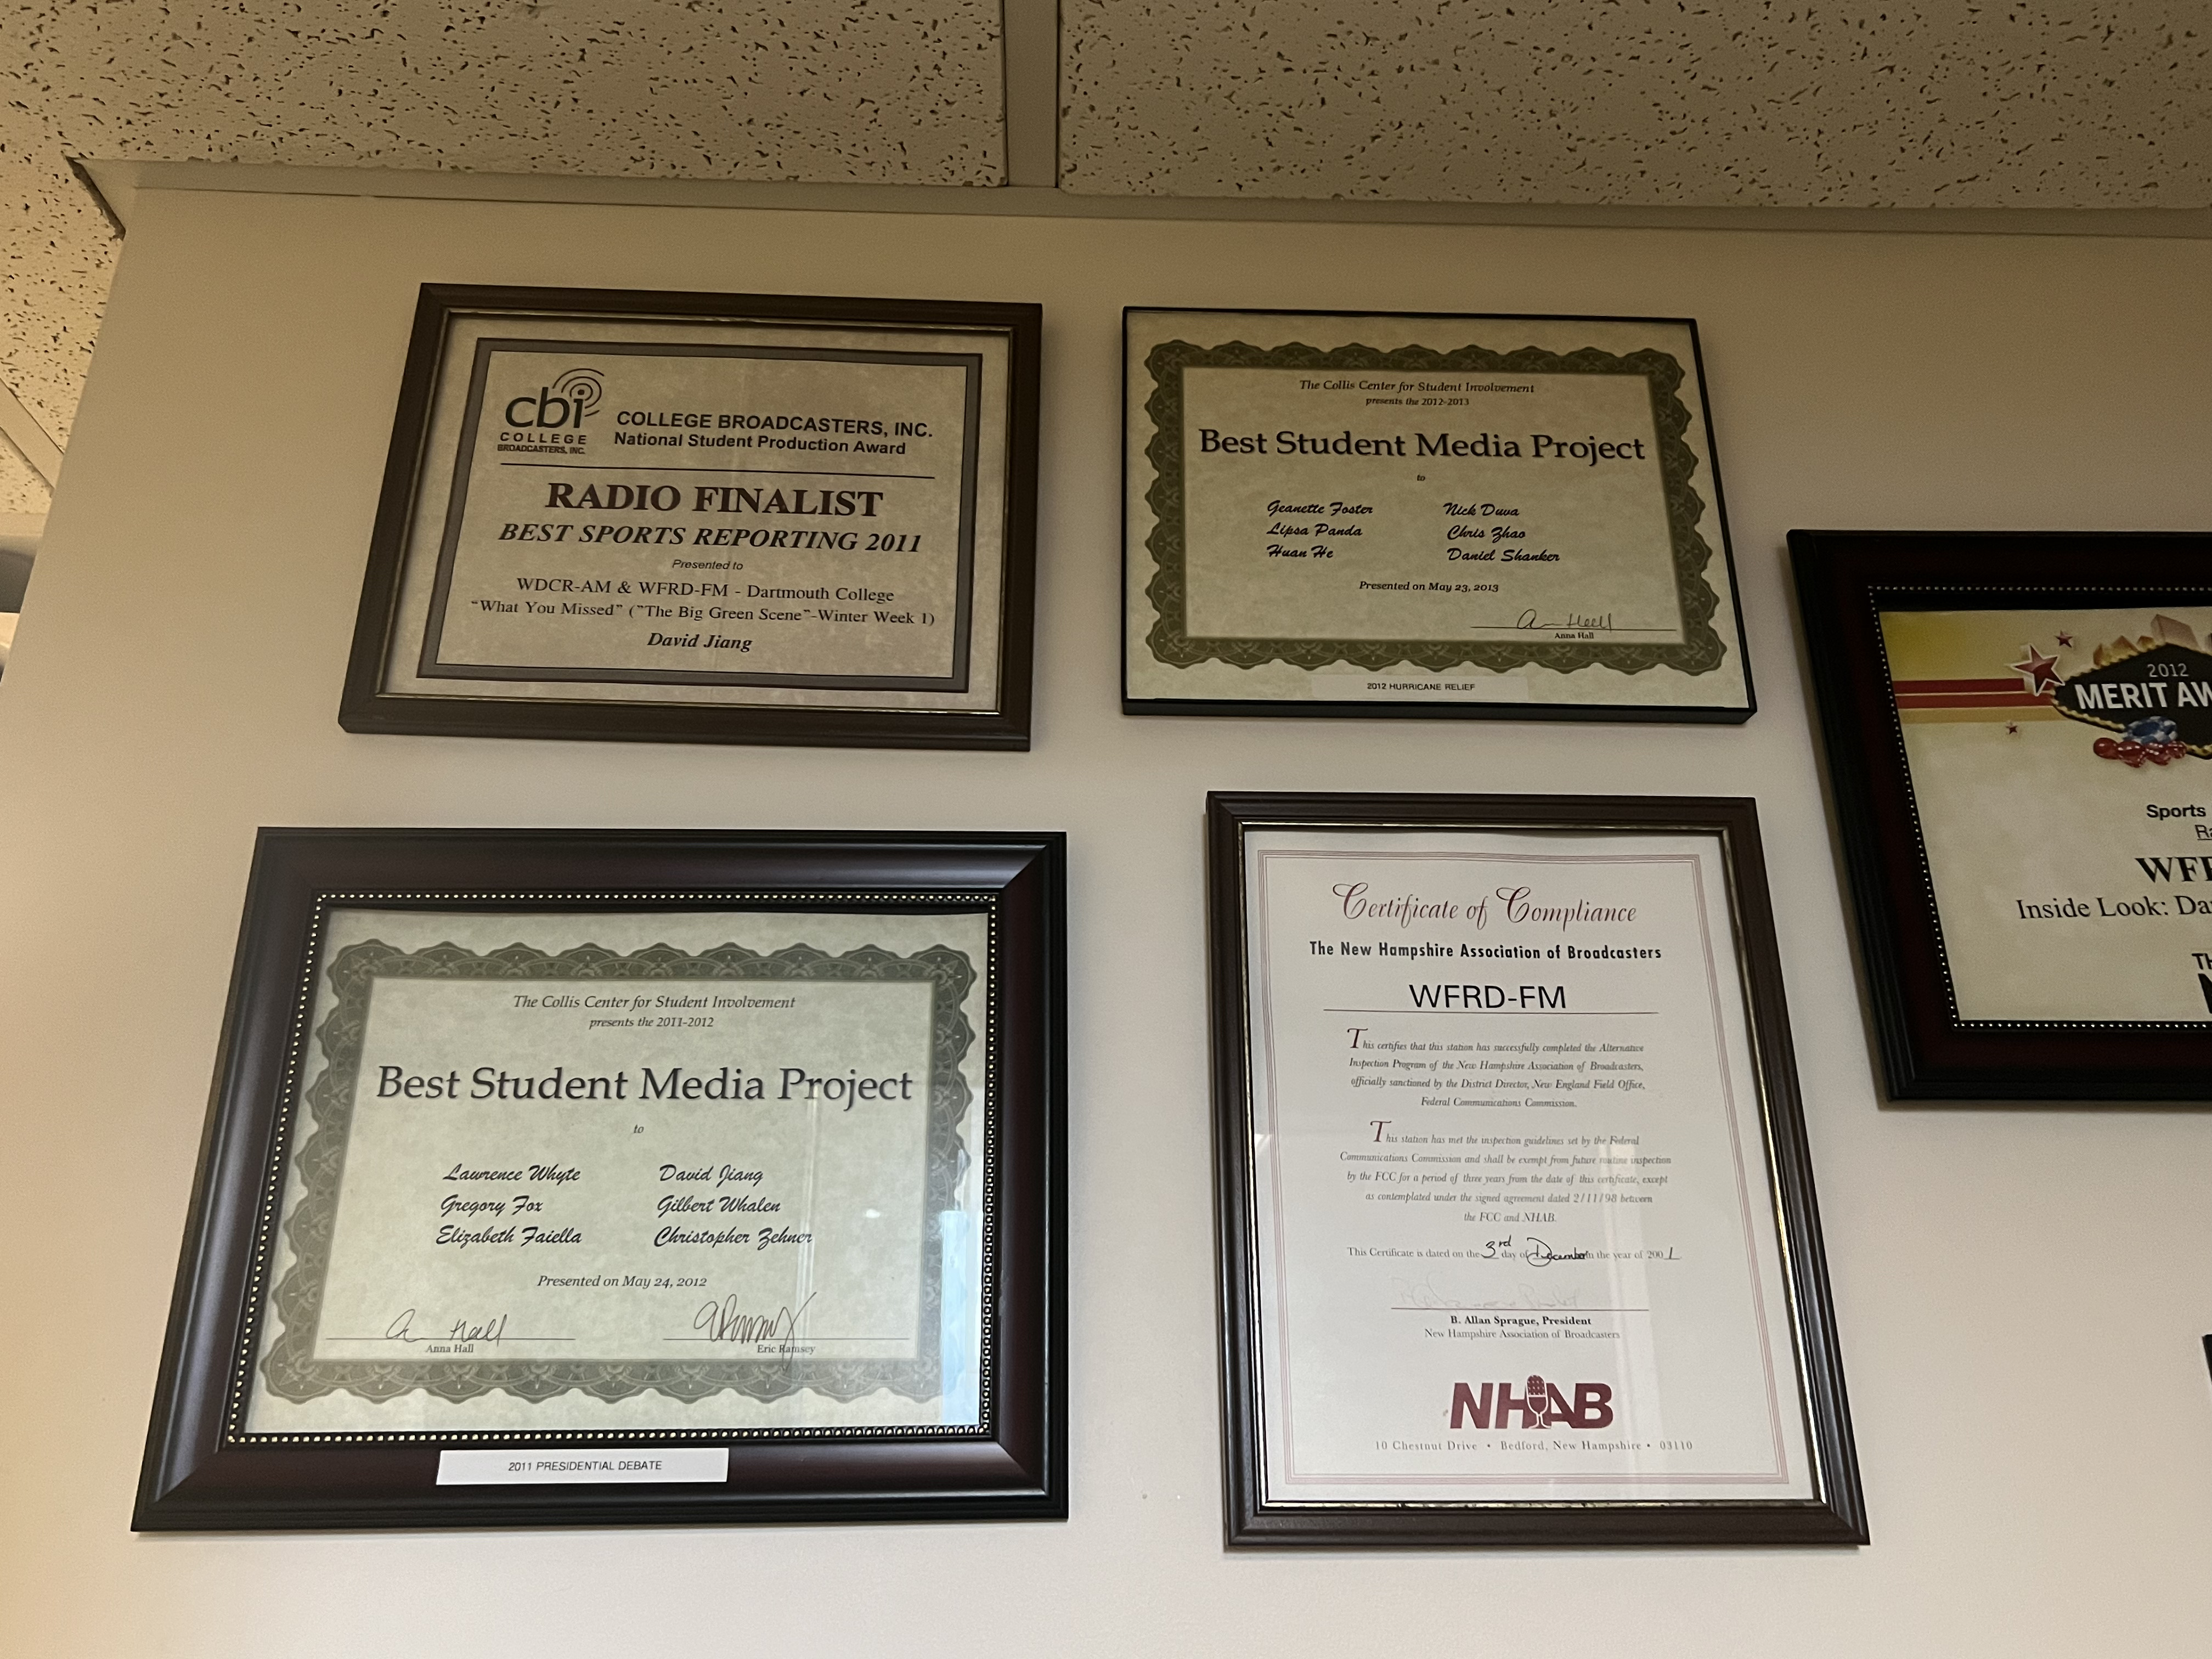 cbi
COLLEGE
BROADCASTERS, INC.
COLLEGE BROADCASTERS, INC.
National Student Production Award
RADIO FINALIST
BEST SPORTS REPORTING 2011
Presented to
WDCR-AM & WFRD-FM - Dartmouth College
"What You Missed" ("The Big Green Scene"-Winter Week 1)
David Jiang
The Collis Center for Student Involvement
presents the 2012-2013
Best Student Media Project
to
Geanette Foster Nick Duva
Lipsa Panda Chris Zhao
Huan He Daniel Shanker
Presented on May 23, 2013
Anna Hall
2012 HURRICANE RELIEF
The Collis Center for Student Involvement
presents the 2011-2012
Best Student Media Project
to
Lawrence Whyte David Jiang
Gregory Fox Gilbert Whalen
Elizabeth Faiella Christopher Zehner
Presented on May 24, 2012
Anna Hall Eric Ramsey
2011 PRESIDENTIAL DEBATE
Certificate of Compliance
The New Hampshire Association of Broadcasters
WFRD-FM
This certifies that this station has successfully completed the Alternative
Inspection Program of the New Hampshire Association of Broadcasters,
officially sanctioned by the District Director, New England Field Office,
Federal Communications Commission.
This station has met the inspection guidelines set by the Federal
Communications Commission and shall be exempt from future routine inspection
by the FCC for a period of three years from the date of this certificate, except
as contemplated under the signed agreement dated 2/11/98 between
the FCC and NHAB.
This Certificate is dated on the 3rd day of December in the year of 2001
B. Allan Sprague, President
New Hampshire Association of Broadcasters
NHAB
10 Chestnut Drive • Bedford, New Hampshire • 03110
2012
MERIT AW
Sports
WFR
Inside Look: Da